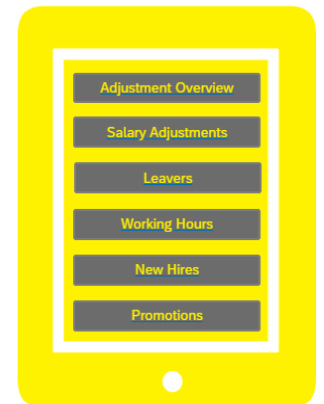 Adjustment Overview
Salary Adjustments
Leavers
Working Hours
New Hires
Promotions